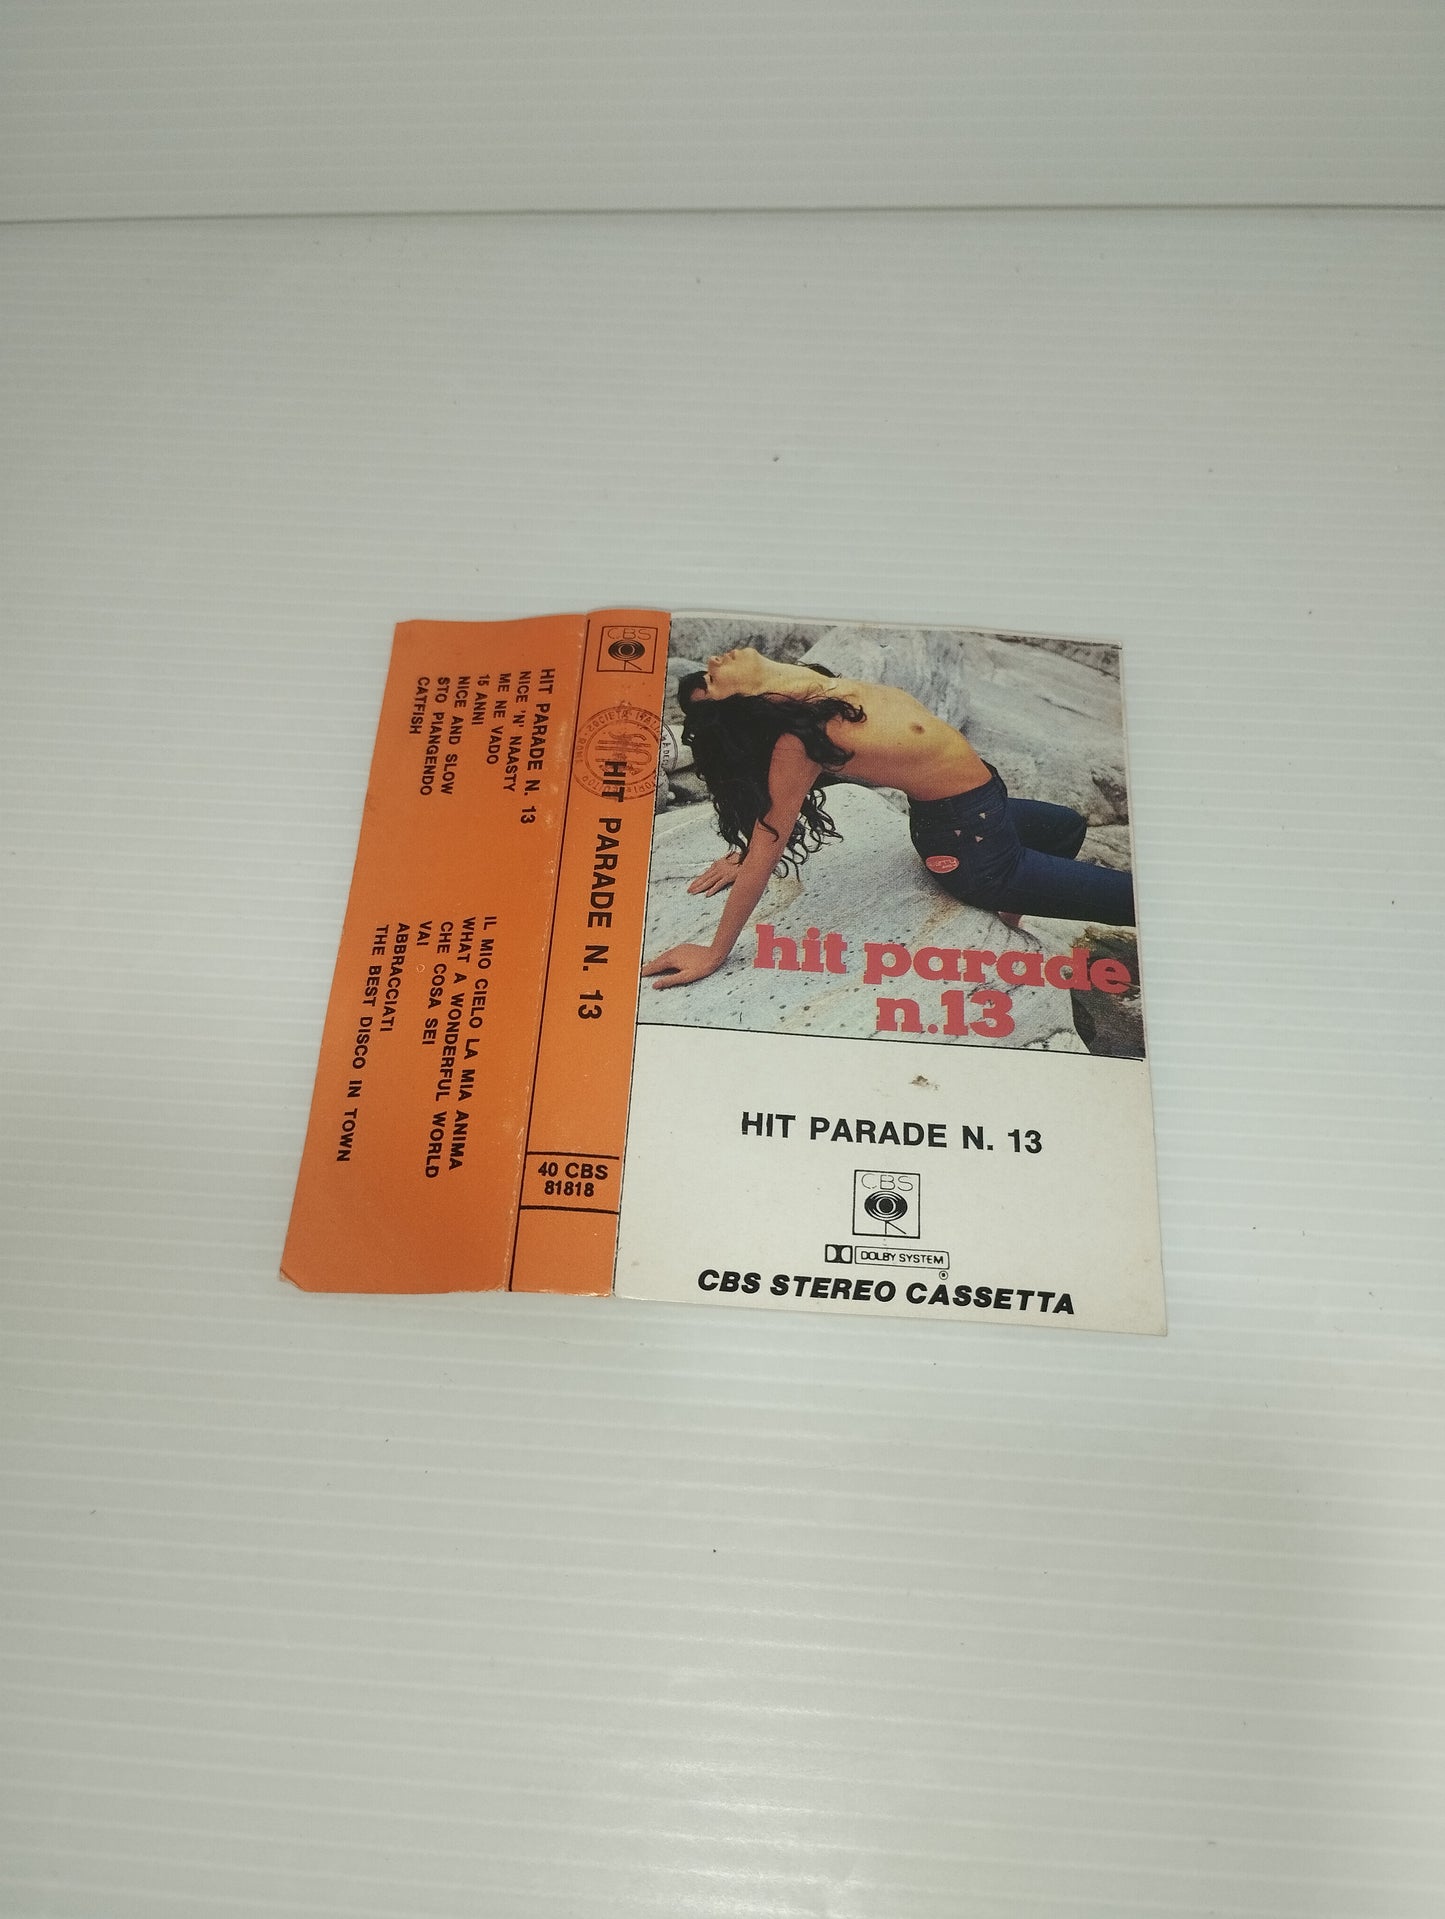 HIT PARADE N. 13
NICE 'N' NAASTY
ME NE VADO
15 ANNI
NICE AND SLOW
STO PIANGENDO
CATFISH
IL MIO CIELO LA MIA ANIMA
WHAT A WONDERFUL WORLD
CHE COSA SEI
VAI
ABBRACCIATI
THE BEST DISCO IN TOWN
CBS
HIT PARADE N. 13
40 CBS
81818
hit parade
n.13
HIT PARADE N. 13
CBS
DOLBY SYSTEM
®
CBS STEREO CASSETTA